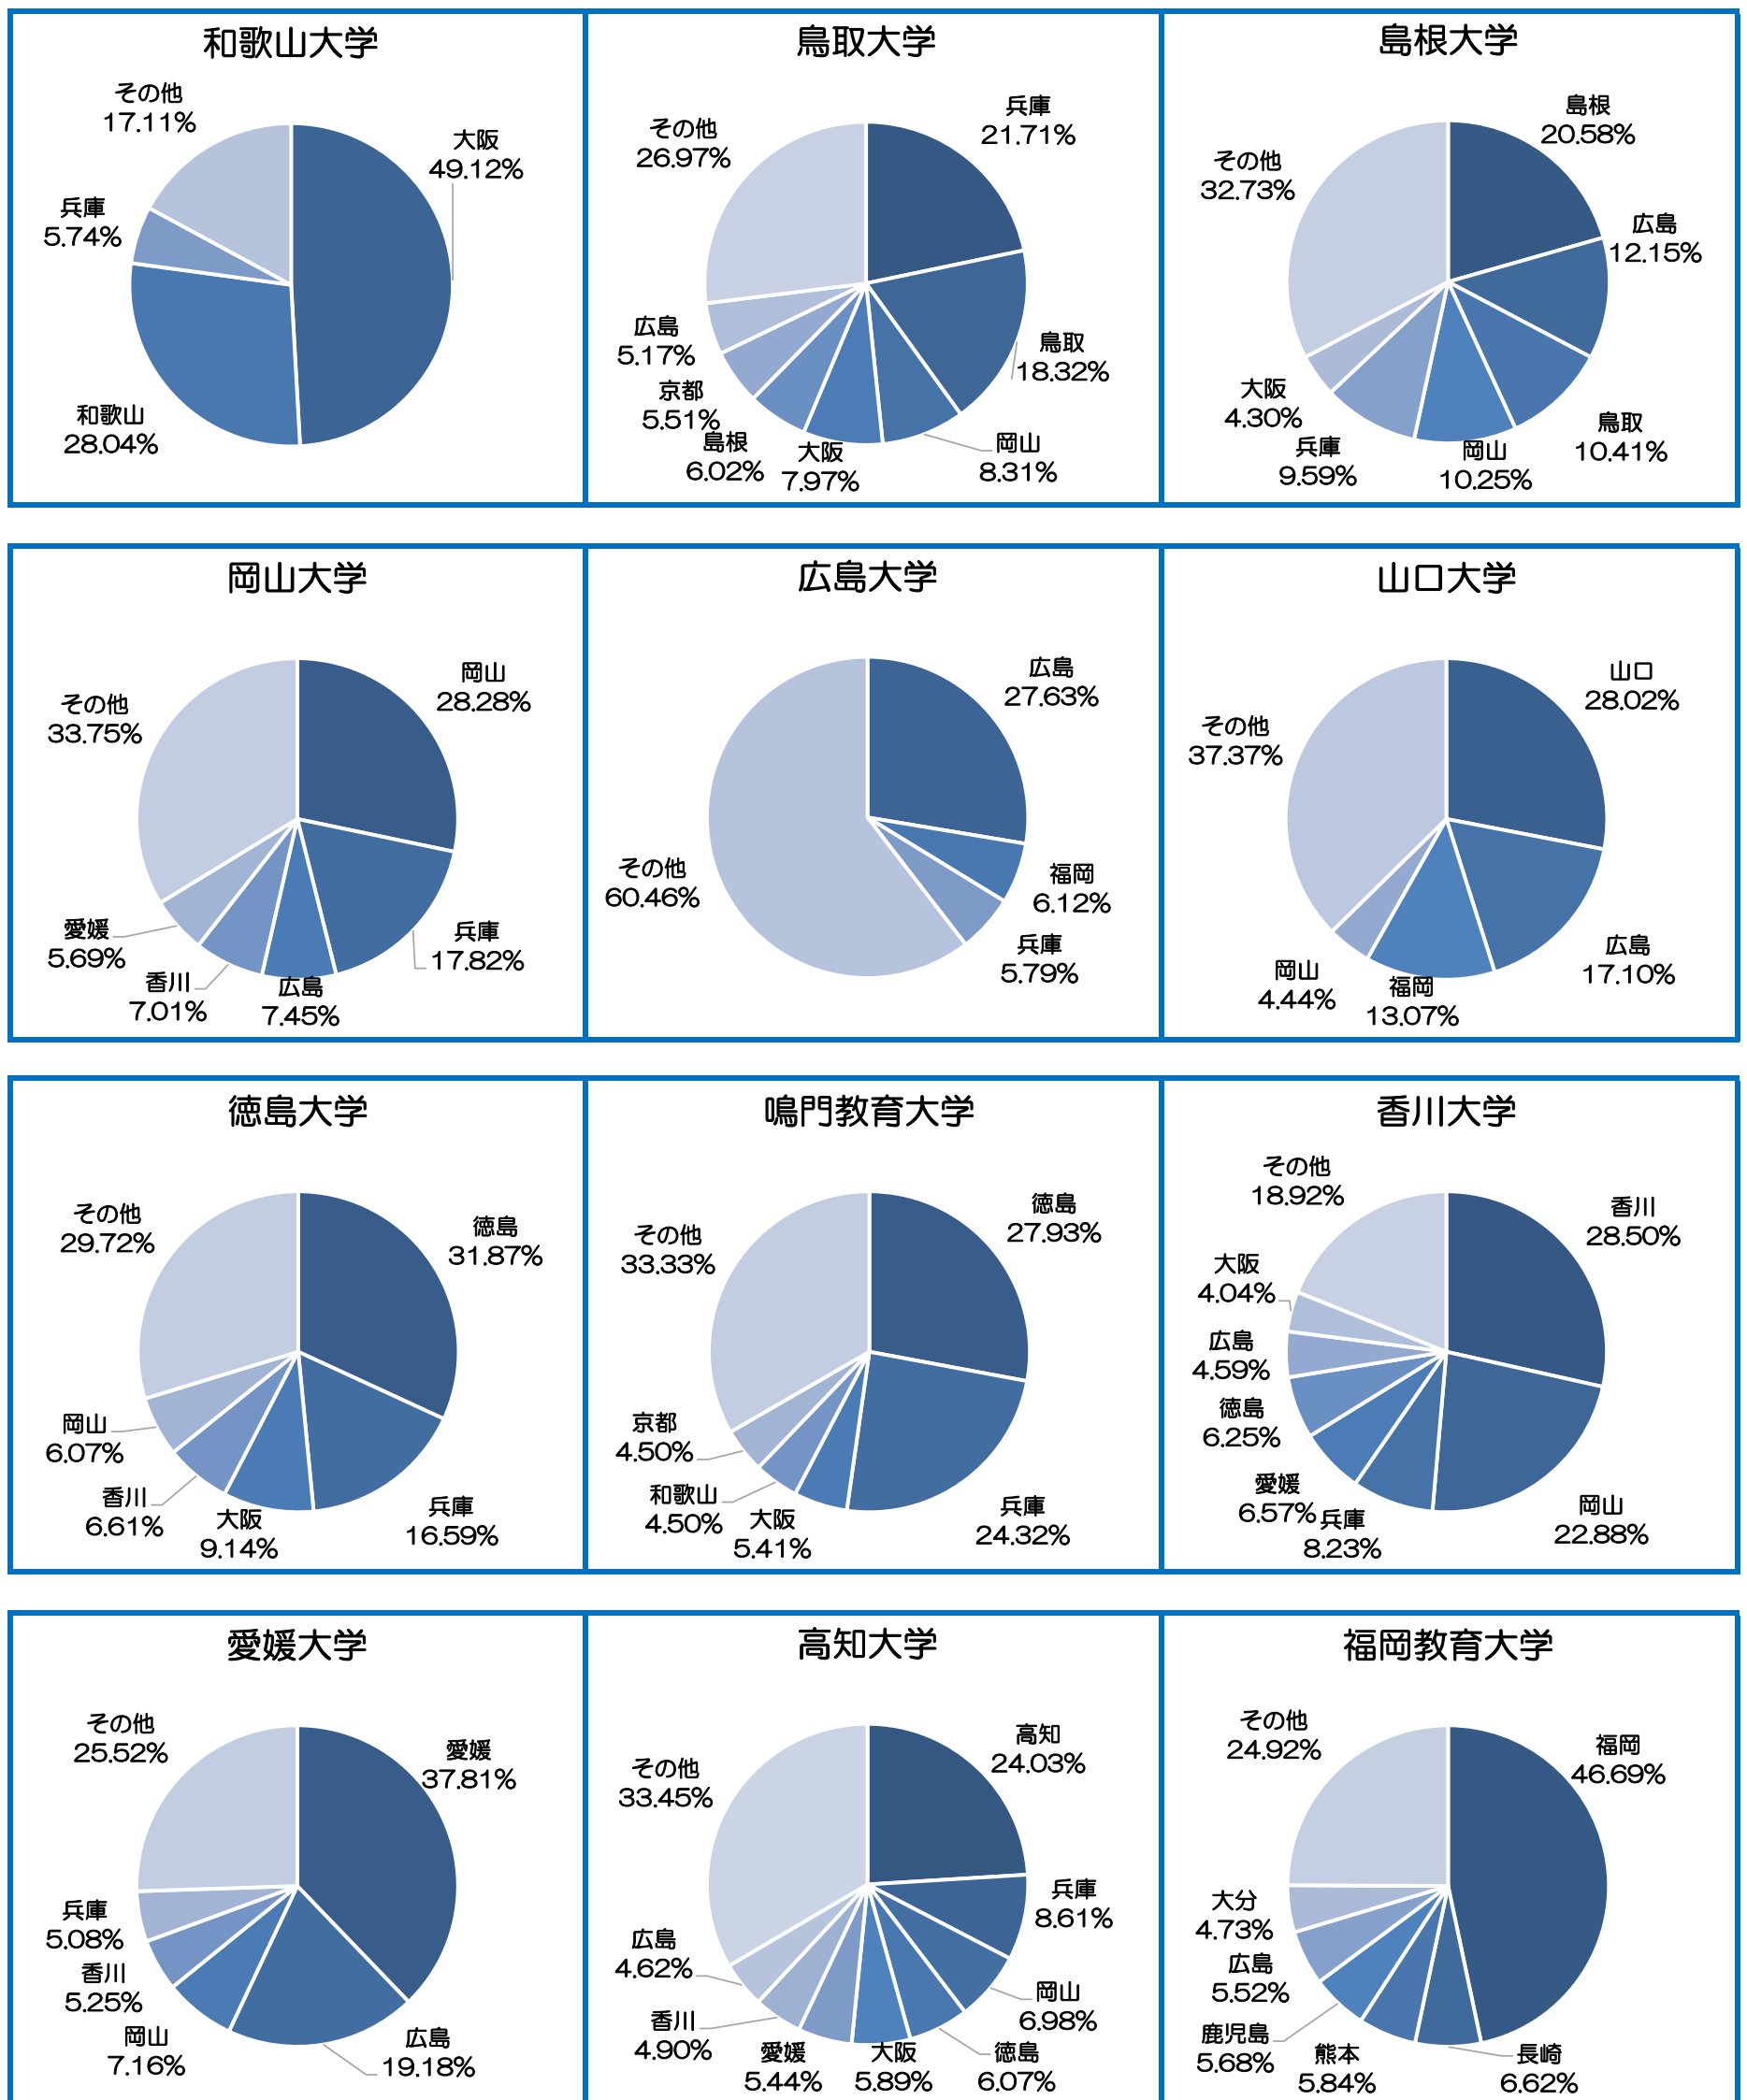 和歌山大学
その他
17.11%
大阪
49.12%
兵庫
5.74%
和歌山
28.04%
鳥取大学
兵庫
21.71%
その他
26.97%
鳥取
18.32%
広島
5.17%
京都
5.51%
島根
6.02%
大阪
7.97%
岡山
8.31%
島根大学
島根
20.58%
その他
32.73%
広島
12.15%
大阪
4.30%
鳥取
10.41%
兵庫
9.59%
岡山
10.25%
岡山大学
岡山
28.28%
その他
33.75%
愛媛
5.69%
兵庫
17.82%
香川
7.01%
広島
7.45%
広島大学
広島
27.63%
その他
60.46%
福岡
6.12%
兵庫
5.79%
山口大学
山口
28.02%
その他
37.37%
広島
17.10%
岡山
4.44%
福岡
13.07%
徳島大学
その他
29.72%
徳島
31.87%
岡山
6.07%
香川
6.61%
大阪
9.14%
兵庫
16.59%
鳴門教育大学
徳島
27.93%
その他
33.33%
京都
4.50%
和歌山
4.50%
大阪
5.41%
兵庫
24.32%
香川大学
その他
18.92%
香川
28.50%
大阪
4.04%
広島
4.59%
徳島
6.25%
愛媛
6.57%
兵庫
8.23%
岡山
22.88%
愛媛大学
その他
25.52%
愛媛
37.81%
兵庫
5.08%
香川
5.25%
岡山
7.16%
広島
19.18%
高知大学
高知
24.03%
その他
33.45%
兵庫
8.61%
広島
4.62%
岡山
6.98%
香川
4.90%
愛媛
5.44%
大阪
5.89%
徳島
6.07%
福岡教育大学
その他
24.92%
福岡
46.69%
大分
4.73%
広島
5.52%
鹿児島
5.68%
熊本
5.84%
長崎
6.62%